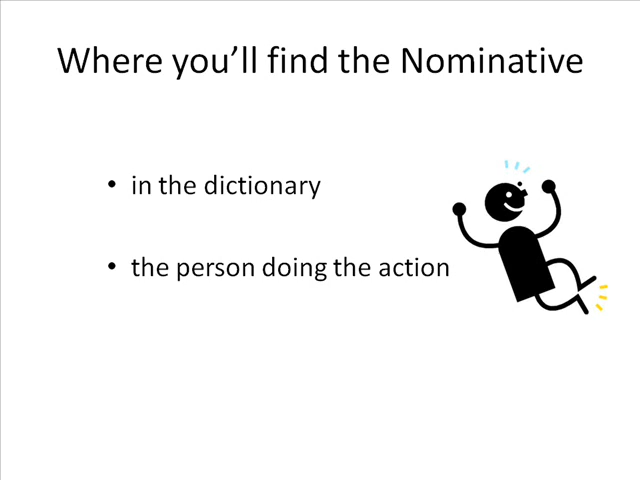 Where you’ll find the Nominative
• in the dictionary
• the person doing the action